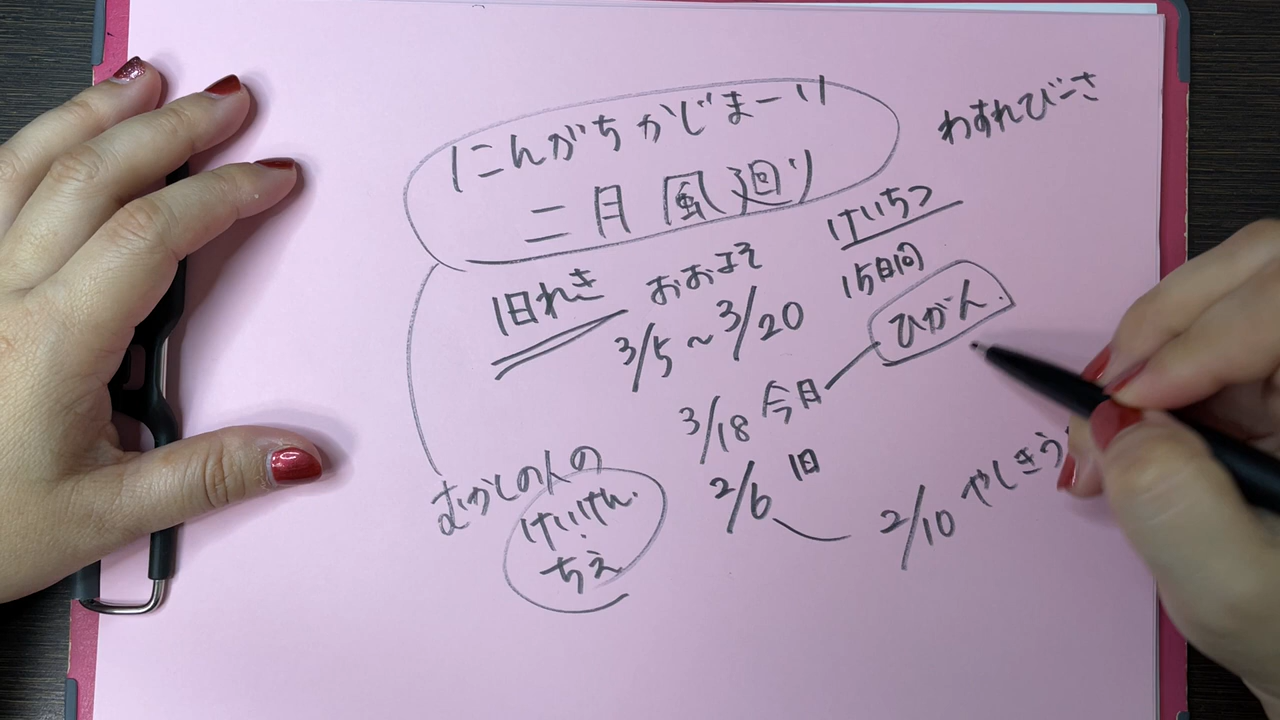 にんがちかじまーい
二月風廻り
わすれびーさ
けいちつ
15日間
旧れき
おおよそ
3/5～3/20
ひがん.
3/18 今日
2/6 旧
2/10 やしきう
むかしの人の
けいけん.
ちえ